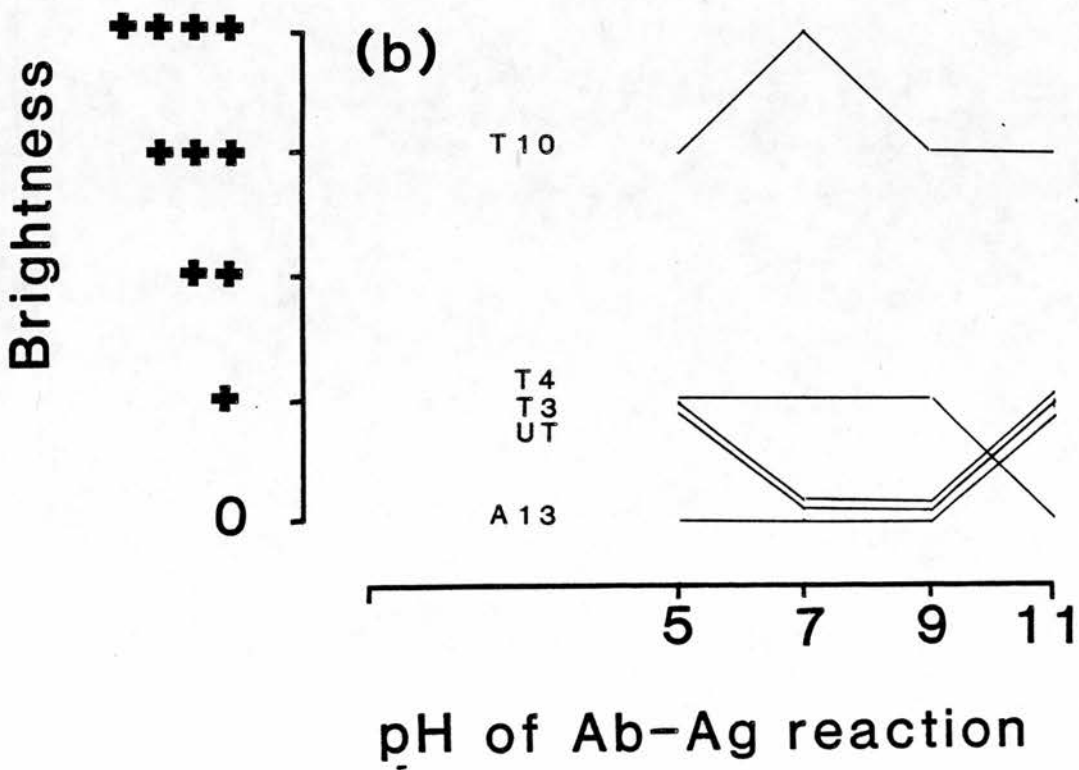 ++++
(b)
Brightness
+++
T10
++
T4
+
T3
UT
0
A13
5 7 9 11
pH of Ab-Ag reaction